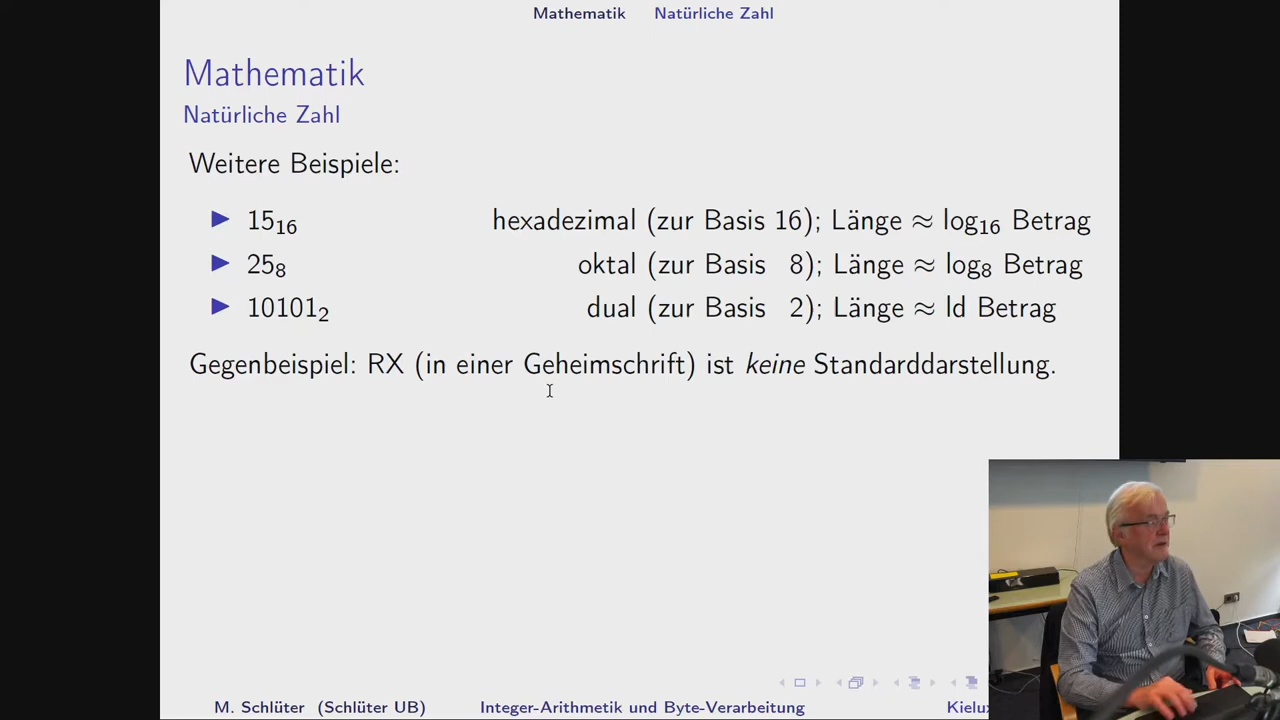 Mathematik Natürliche Zahl
Mathematik
Natürliche Zahl
Weitere Beispiele:
▶ 15₁₆ hexadezimal (zur Basis 16); Länge ≈ log₁₆ Betrag
▶ 25₈ oktal (zur Basis 8); Länge ≈ log₈ Betrag
▶ 10101₂ dual (zur Basis 2); Länge ≈ ld Betrag
Gegenbeispiel: RX (in einer Geheimschrift) ist keine Standarddarstellung.
M. Schlüter (Schlüter UB) Integer-Arithmetik und Byte-Verarbeitung Kielux